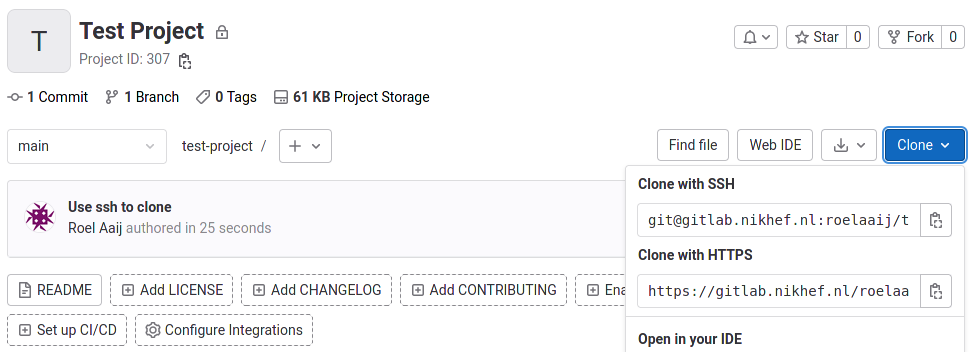 T
Test Project
Project ID: 307
Star 0
Fork 0
1 Commit 1 Branch 0 Tags 61 KB Project Storage
main
test-project /
Find file
Web IDE
Clone
Clone with SSH
git@gitlab.nikhef.nl:roelaaij/t
Clone with HTTPS
https://gitlab.nikhef.nl/roelaa
Open in your IDE
Use ssh to clone
Roel Aaij authored in 25 seconds
README
Add LICENSE
Add CHANGELOG
Add CONTRIBUTING
Ena
Set up CI/CD
Configure Integrations